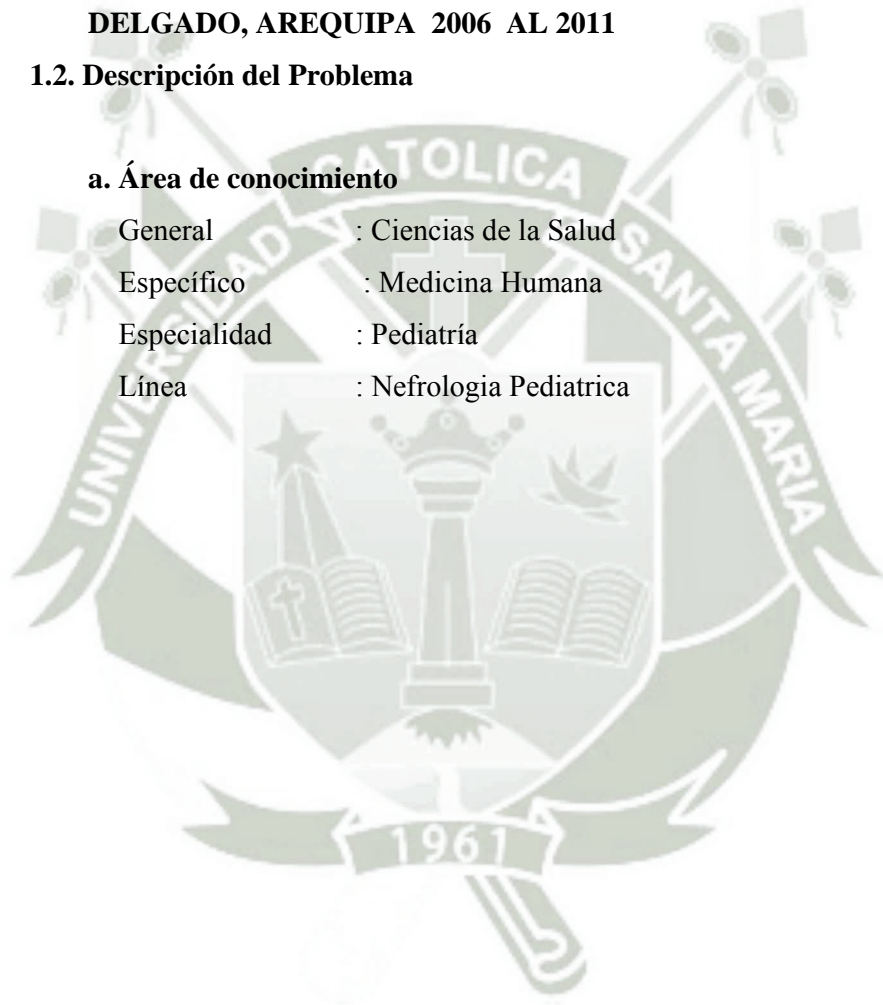 DELGADO, AREQUIPA 2006 AL 2011
1.2. Descripción del Problema
a. Área de conocimiento
General : Ciencias de la Salud
Específico : Medicina Humana
Especialidad : Pediatría
Línea : Nefrologia Pediatrica
UNIVERSIDAD CATOLICA SANTA MARIA
1961